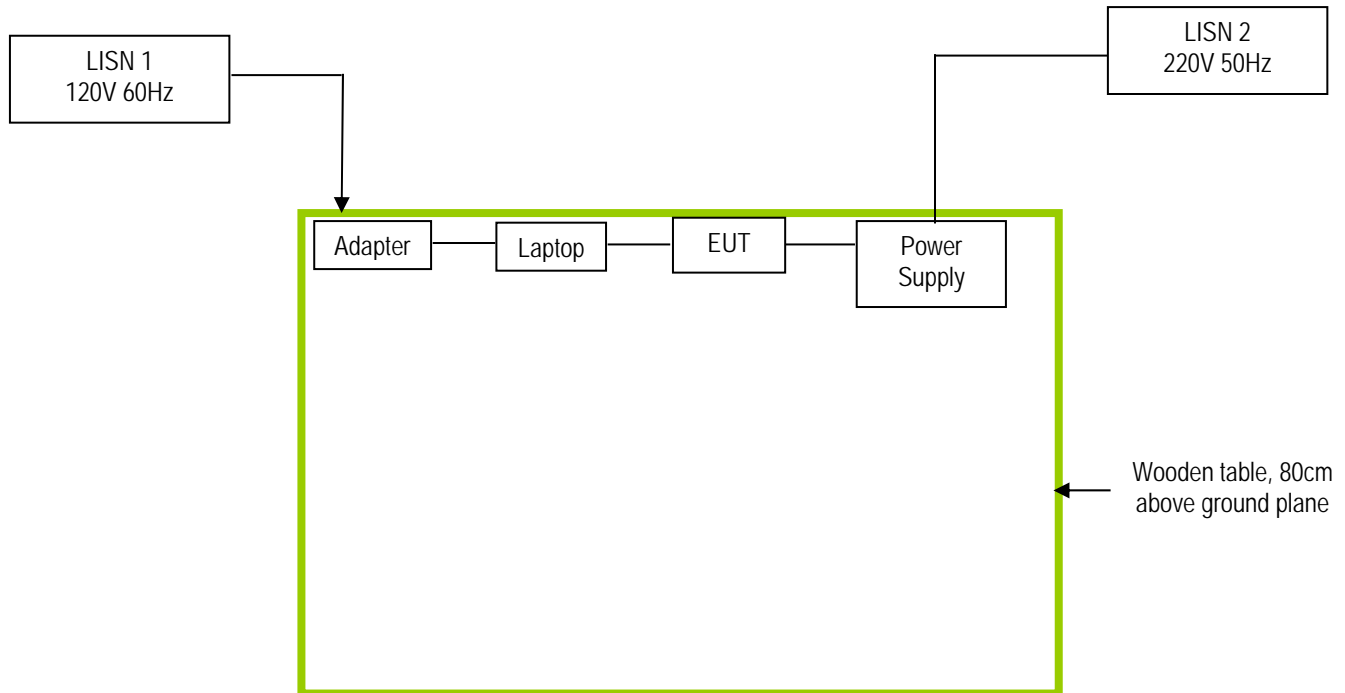 LISN 1
120V 60Hz
LISN 2
220V 50Hz
Adapter
Laptop
EUT
Power
Supply
Wooden table, 80cm
above ground plane